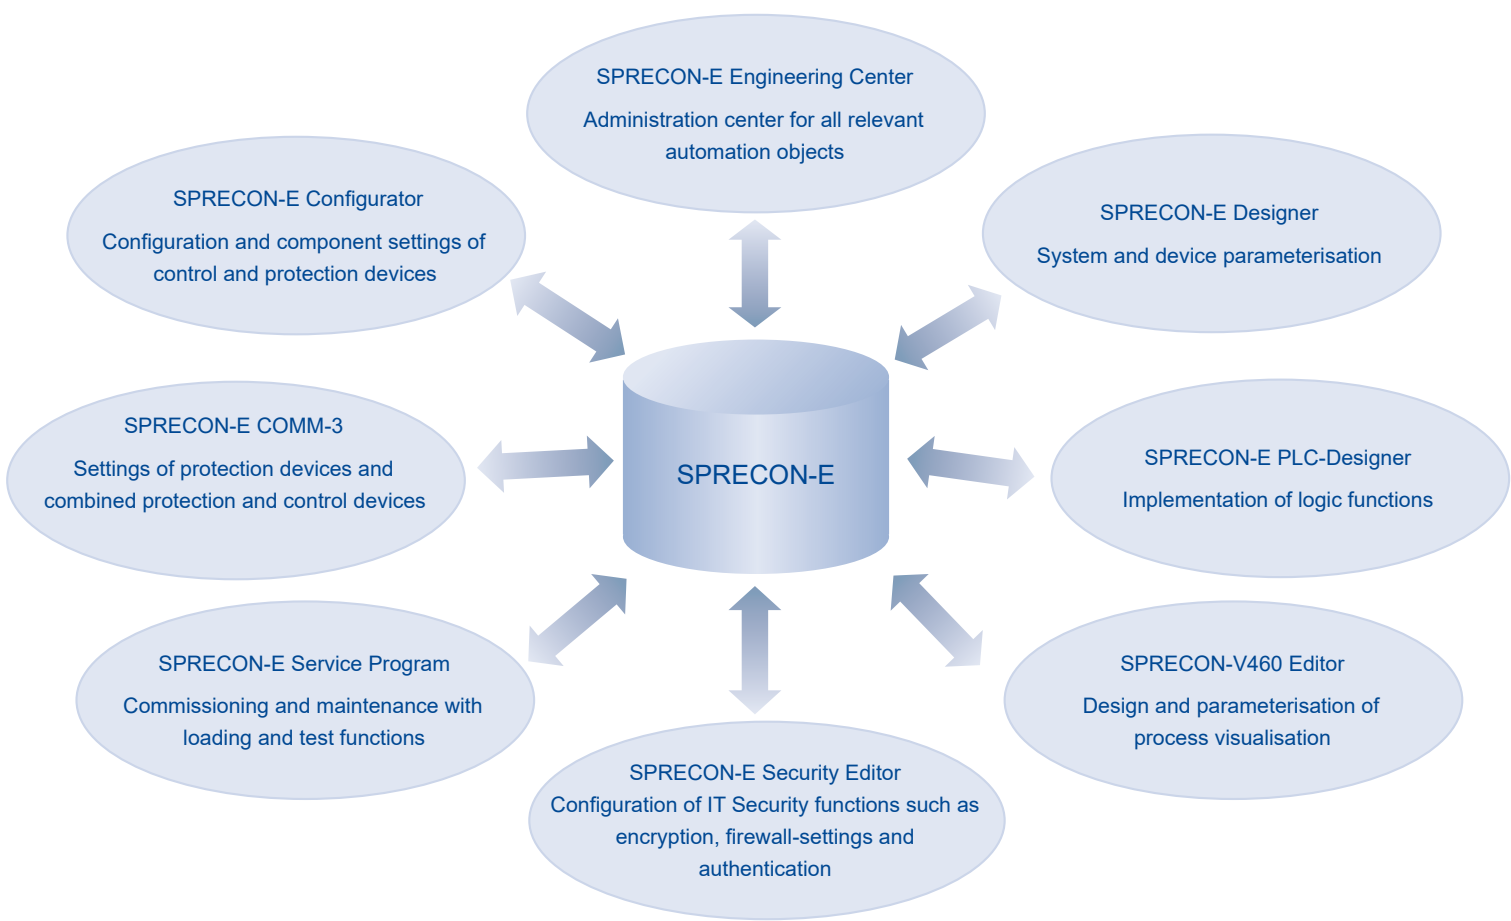 SPRECON-E Engineering Center
Administration center for all relevant
automation objects
SPRECON-E Configurator
Configuration and component settings of
control and protection devices
SPRECON-E Designer
System and device parameterisation
SPRECON-E COMM-3
Settings of protection devices and
combined protection and control devices
SPRECON-E
SPRECON-E PLC-Designer
Implementation of logic functions
SPRECON-E Service Program
Commissioning and maintenance with
loading and test functions
SPRECON-V460 Editor
Design and parameterisation of
process visualisation
SPRECON-E Security Editor
Configuration of IT Security functions such as
encryption, firewall-settings and
authentication